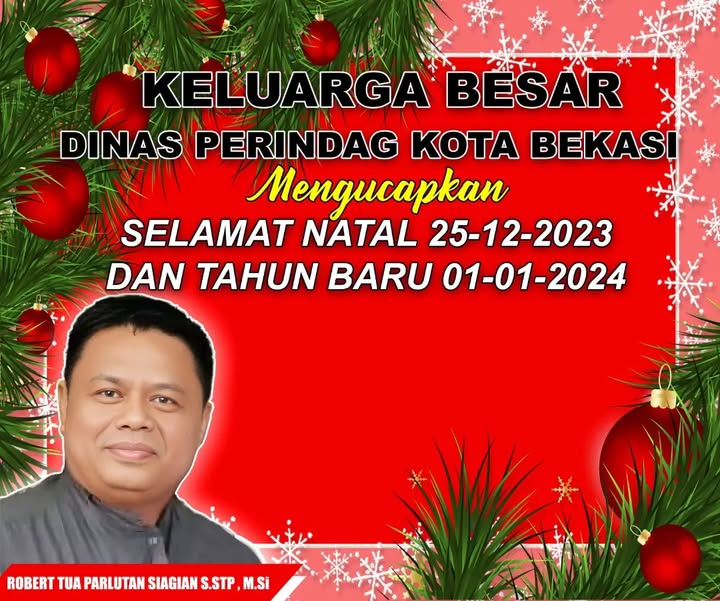 KELUARGA BESAR
DINAS PERINDAG KOTA BEKASI
Mengucapkan
SELAMAT NATAL 25-12-2023
DAN TAHUN BARU 01-01-2024
ROBERT TUA PARLUTAN SIAGIAN S.STP , M.Si